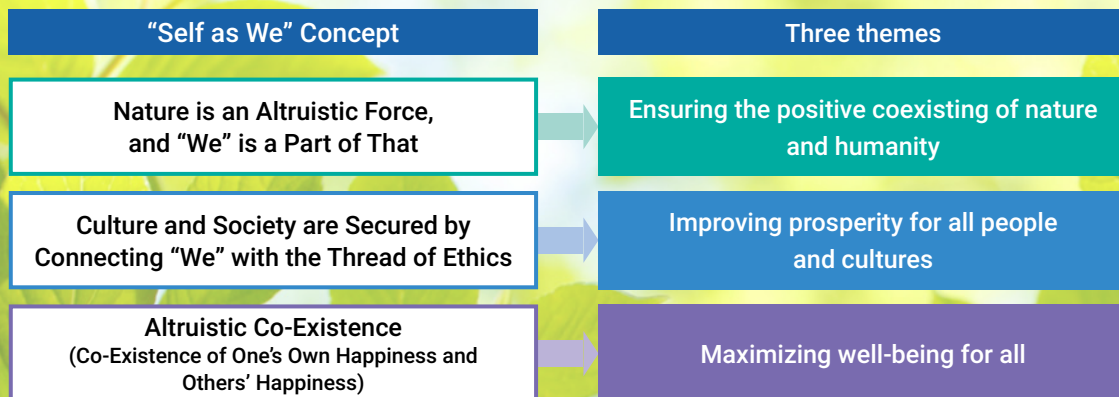 “Self as We” Concept
Three themes
Nature is an Altruistic Force,
and “We” is a Part of That
Ensuring the positive coexisting of nature
and humanity
Culture and Society are Secured by
Connecting “We” with the Thread of Ethics
Improving prosperity for all people
and cultures
Altruistic Co-Existence
(Co-Existence of One’s Own Happiness and
Others’ Happiness)
Maximizing well-being for all